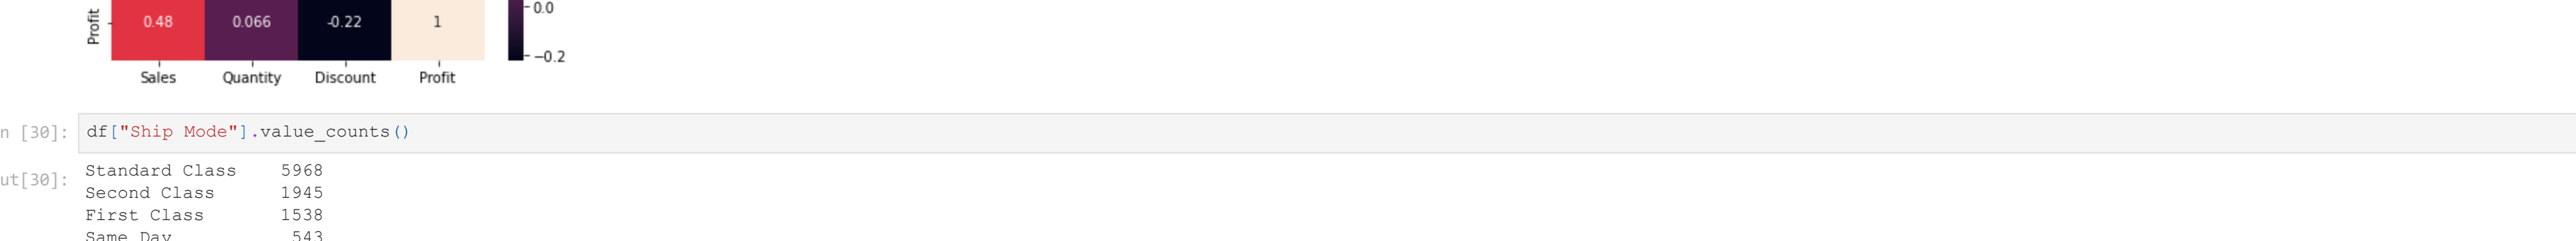 0.0
Profit
0.48 0.066 -0.22 1
−0.2
Sales Quantity Discount Profit
n [30]: df["Ship Mode"].value_counts()
ut[30]: Standard Class 5968
Second Class 1945
First Class 1538
Same Day 543